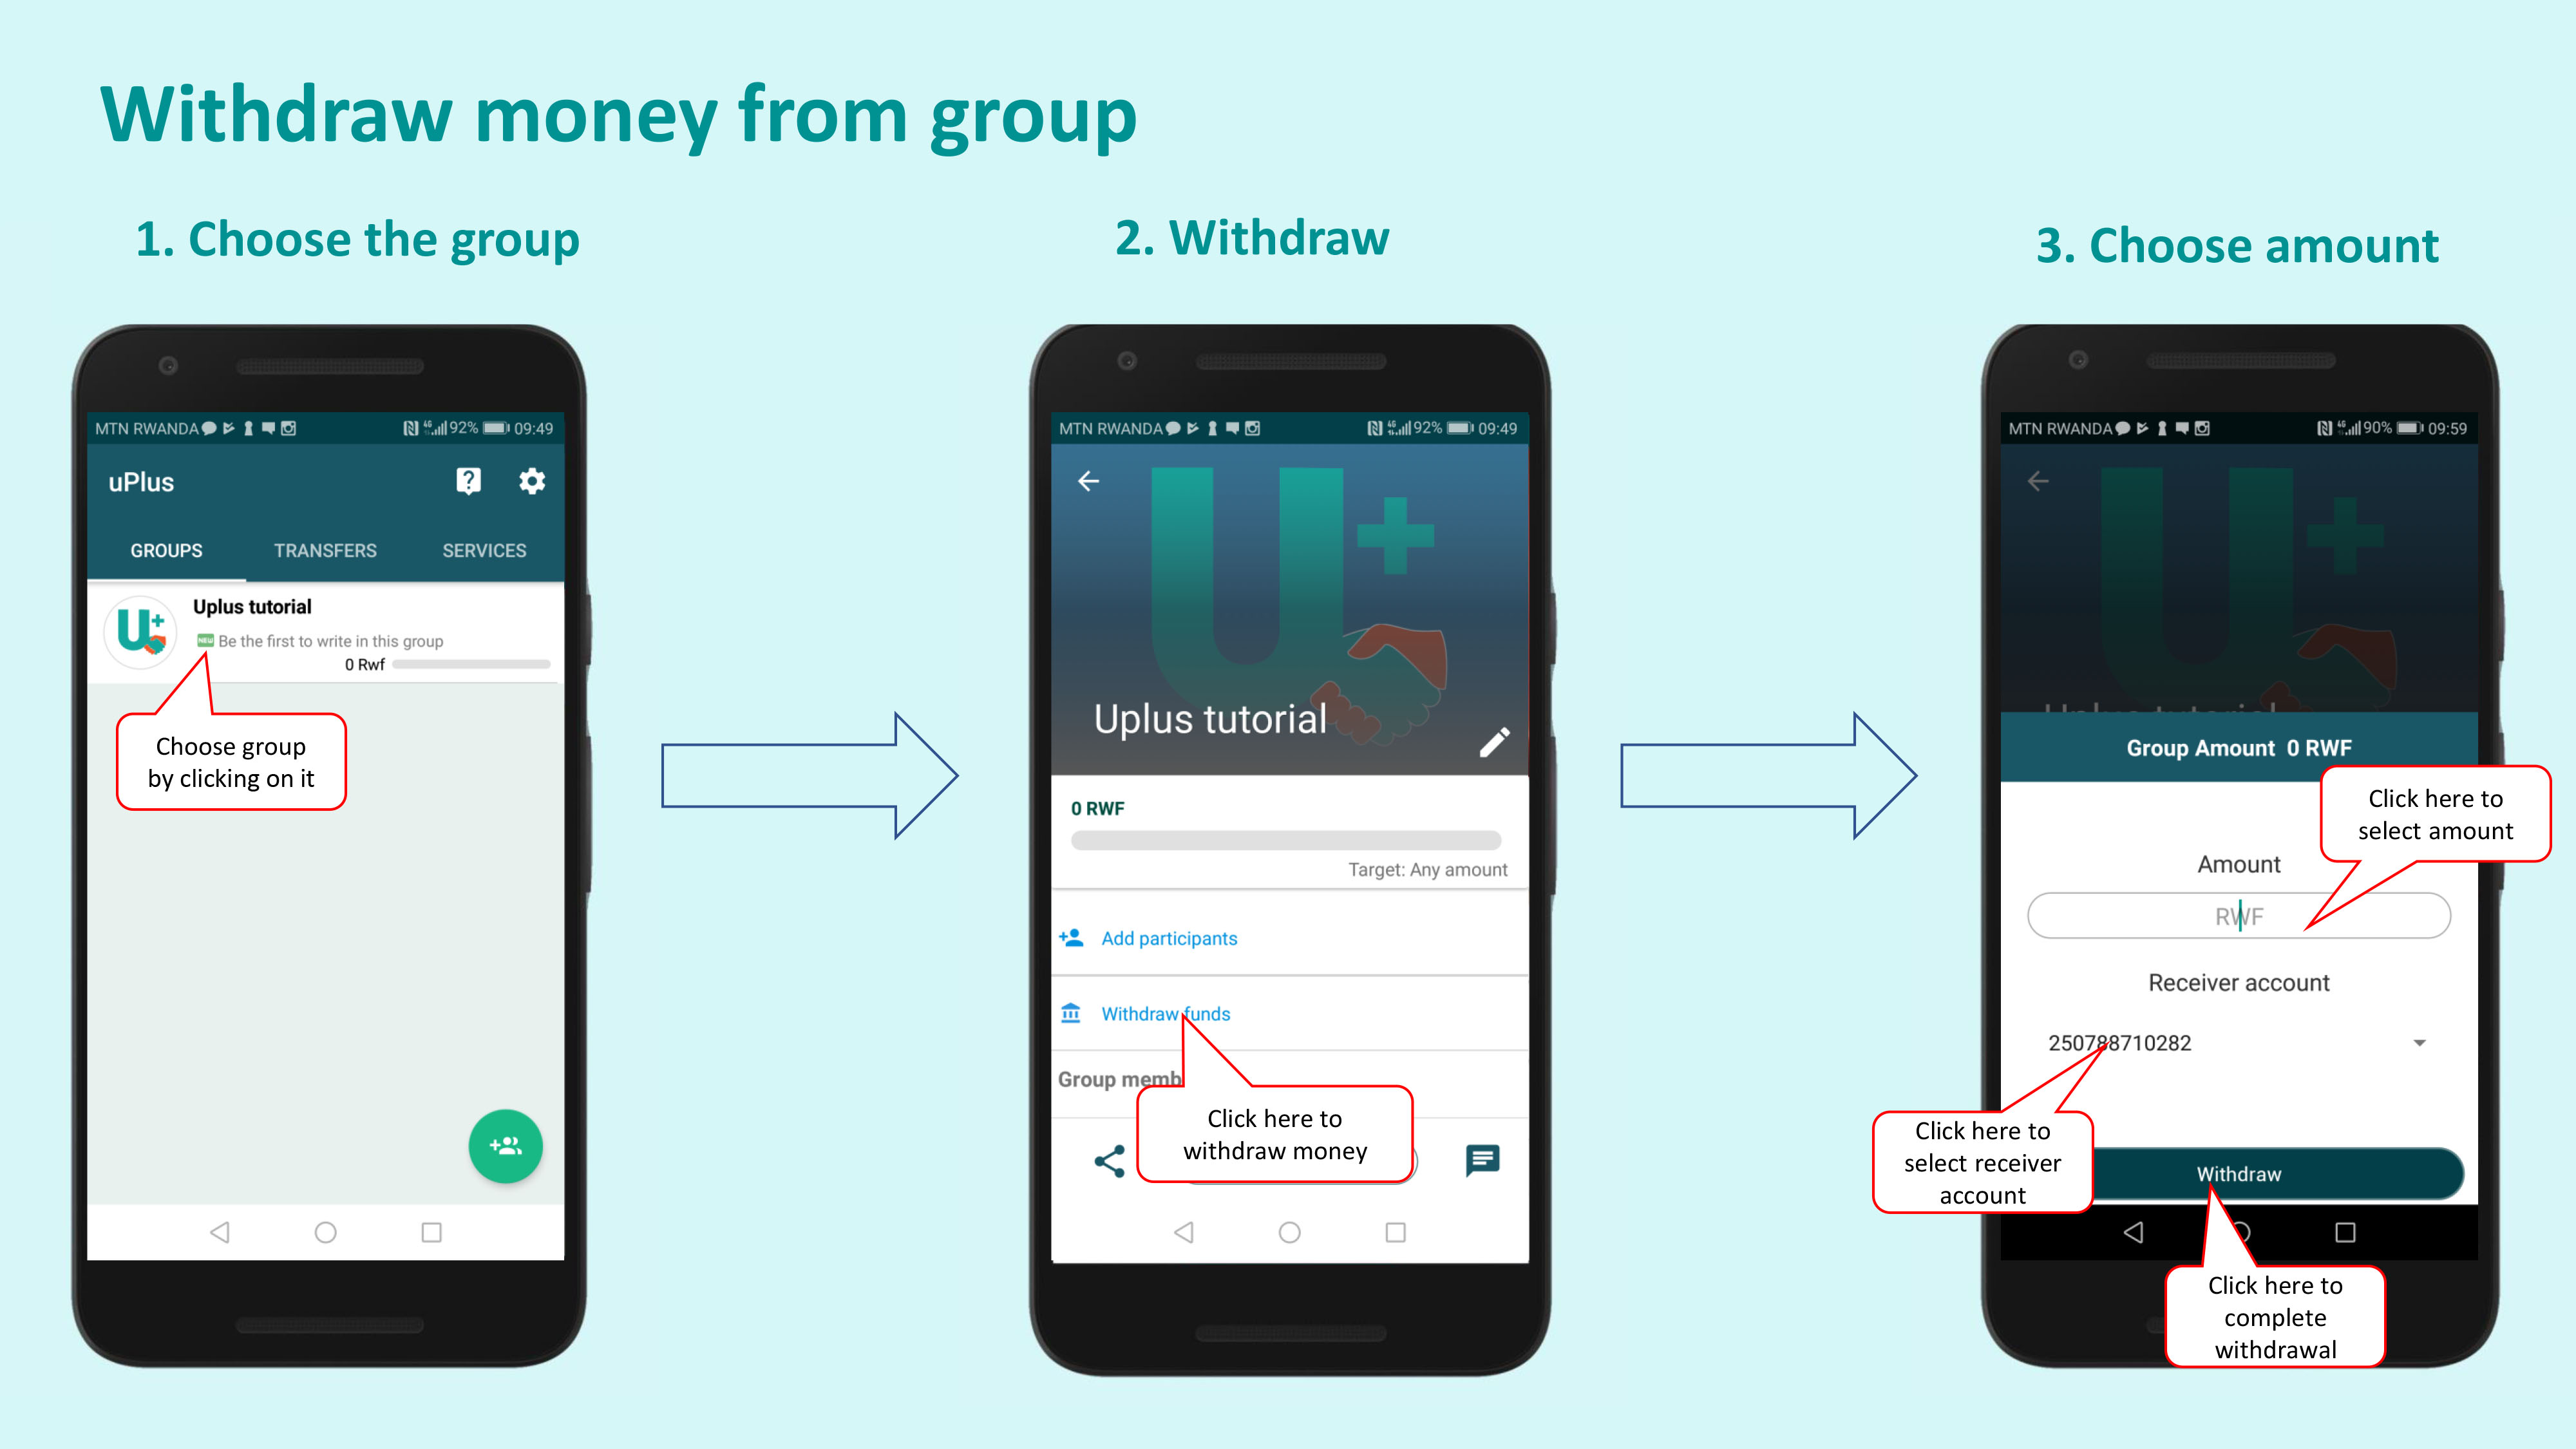 Withdraw money from group
1. Choose the group
2. Withdraw
3. Choose amount
MTN RWANDA
92%
09:49
uPlus
GROUPS
TRANSFERS
SERVICES
U+
Uplus tutorial
NEW Be the first to write in this group
0 Rwf
Choose group
by clicking on it
MTN RWANDA
92%
09:49
U+
Uplus tutorial
0 RWF
Target: Any amount
Add participants
Withdraw funds
Group memb
Click here to
withdraw money
MTN RWANDA
90%
09:59
U+
Uplus tutorial
Group Amount 0 RWF
Click here to
select amount
Amount
RWF
Receiver account
250788710282
Click here to
select receiver
account
Withdraw
Click here to
complete
withdrawal